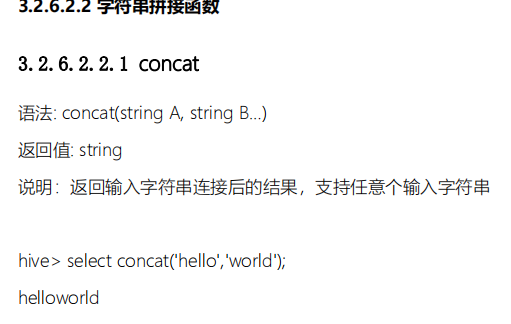 3.2.6.2.2 字符串拼接函数
3.2.6.2.2.1 concat
语法: concat(string A, string B…)
返回值: string
说明：返回输入字符串连接后的结果，支持任意个输入字符串
hive> select concat('hello','world');
helloworld